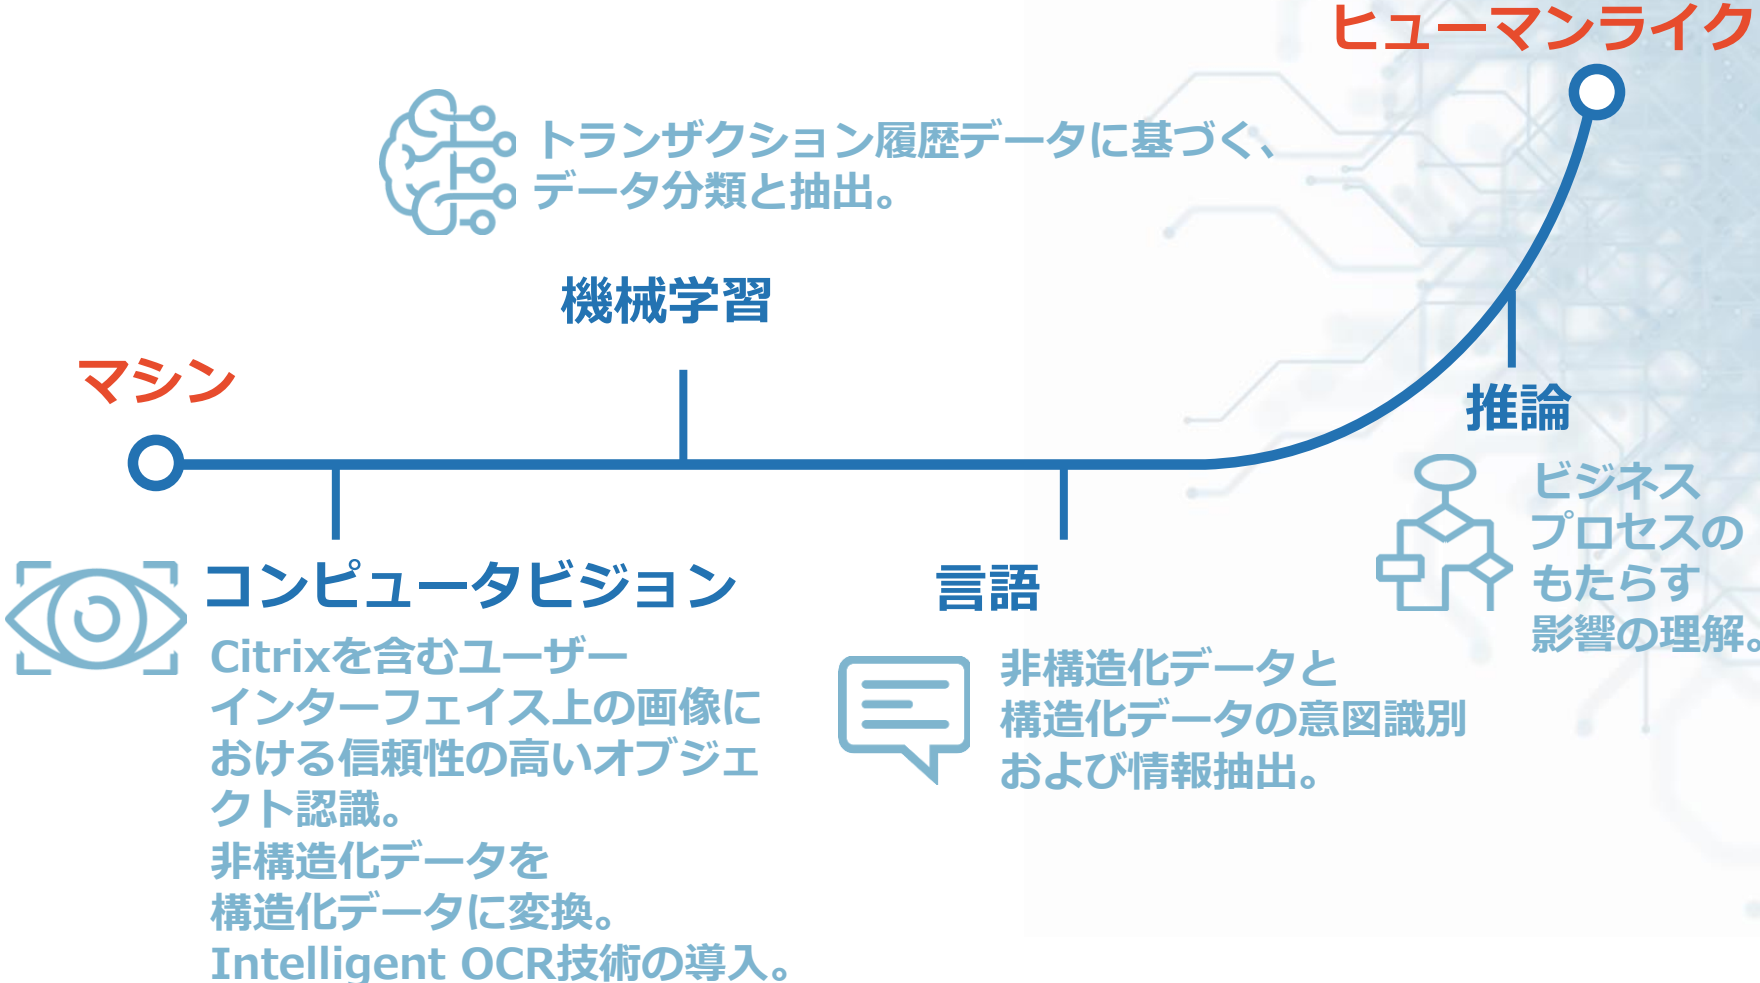 ヒューマンライク
トランザクション履歴データに基づく、
データ分類と抽出。
機械学習
マシン
推論
ビジネス
プロセスの
もたらす
影響の理解。
コンピュータビジョン
Citrixを含むユーザー
インターフェイス上の画像に
おける信頼性の高いオブジェ
クト認識。
非構造化データを
構造化データに変換。
Intelligent OCR技術の導入。
言語
非構造化データと
構造化データの意図識別
および情報抽出。